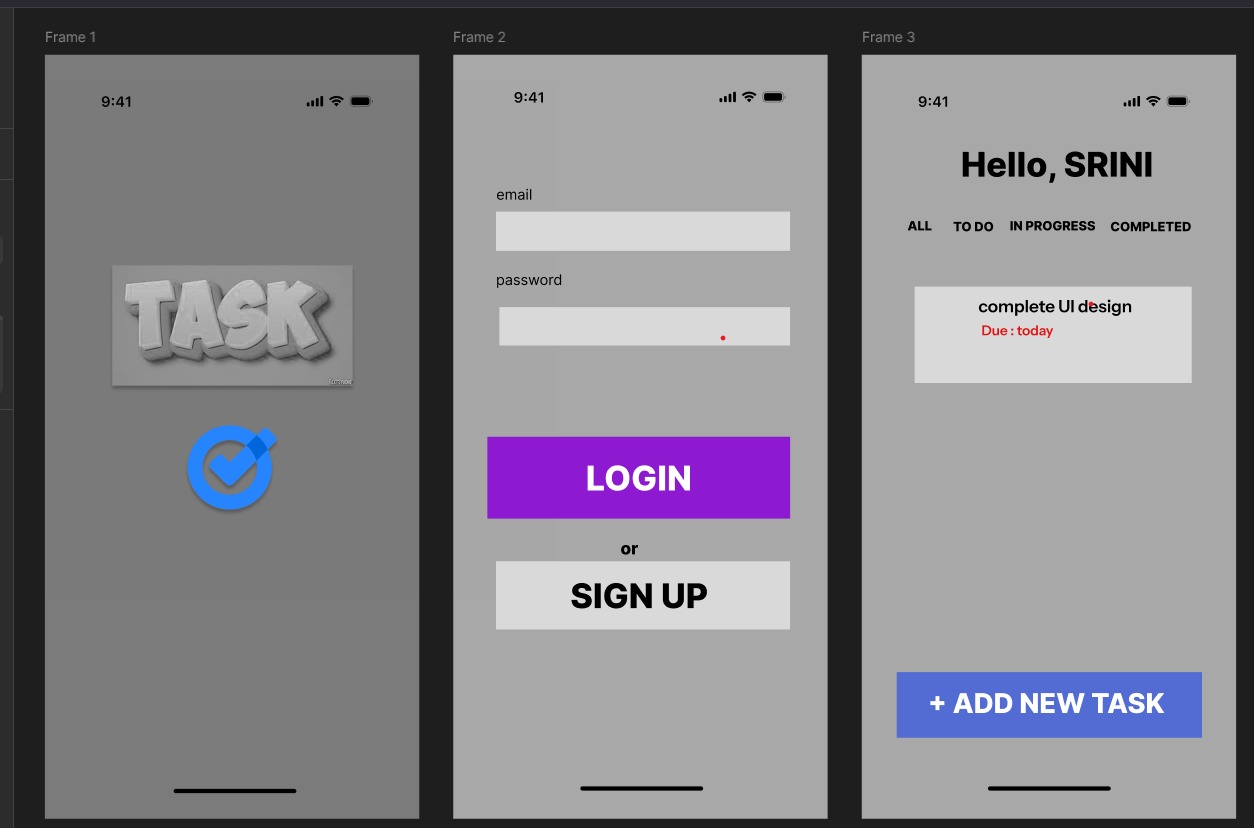 Frame 1
9:41
TASK
Frame 2
9:41
email
password
LOGIN
or
SIGN UP
Frame 3
9:41
Hello, SRINI
ALL TO DO IN PROGRESS COMPLETED
complete UI design
Due : today
+ ADD NEW TASK